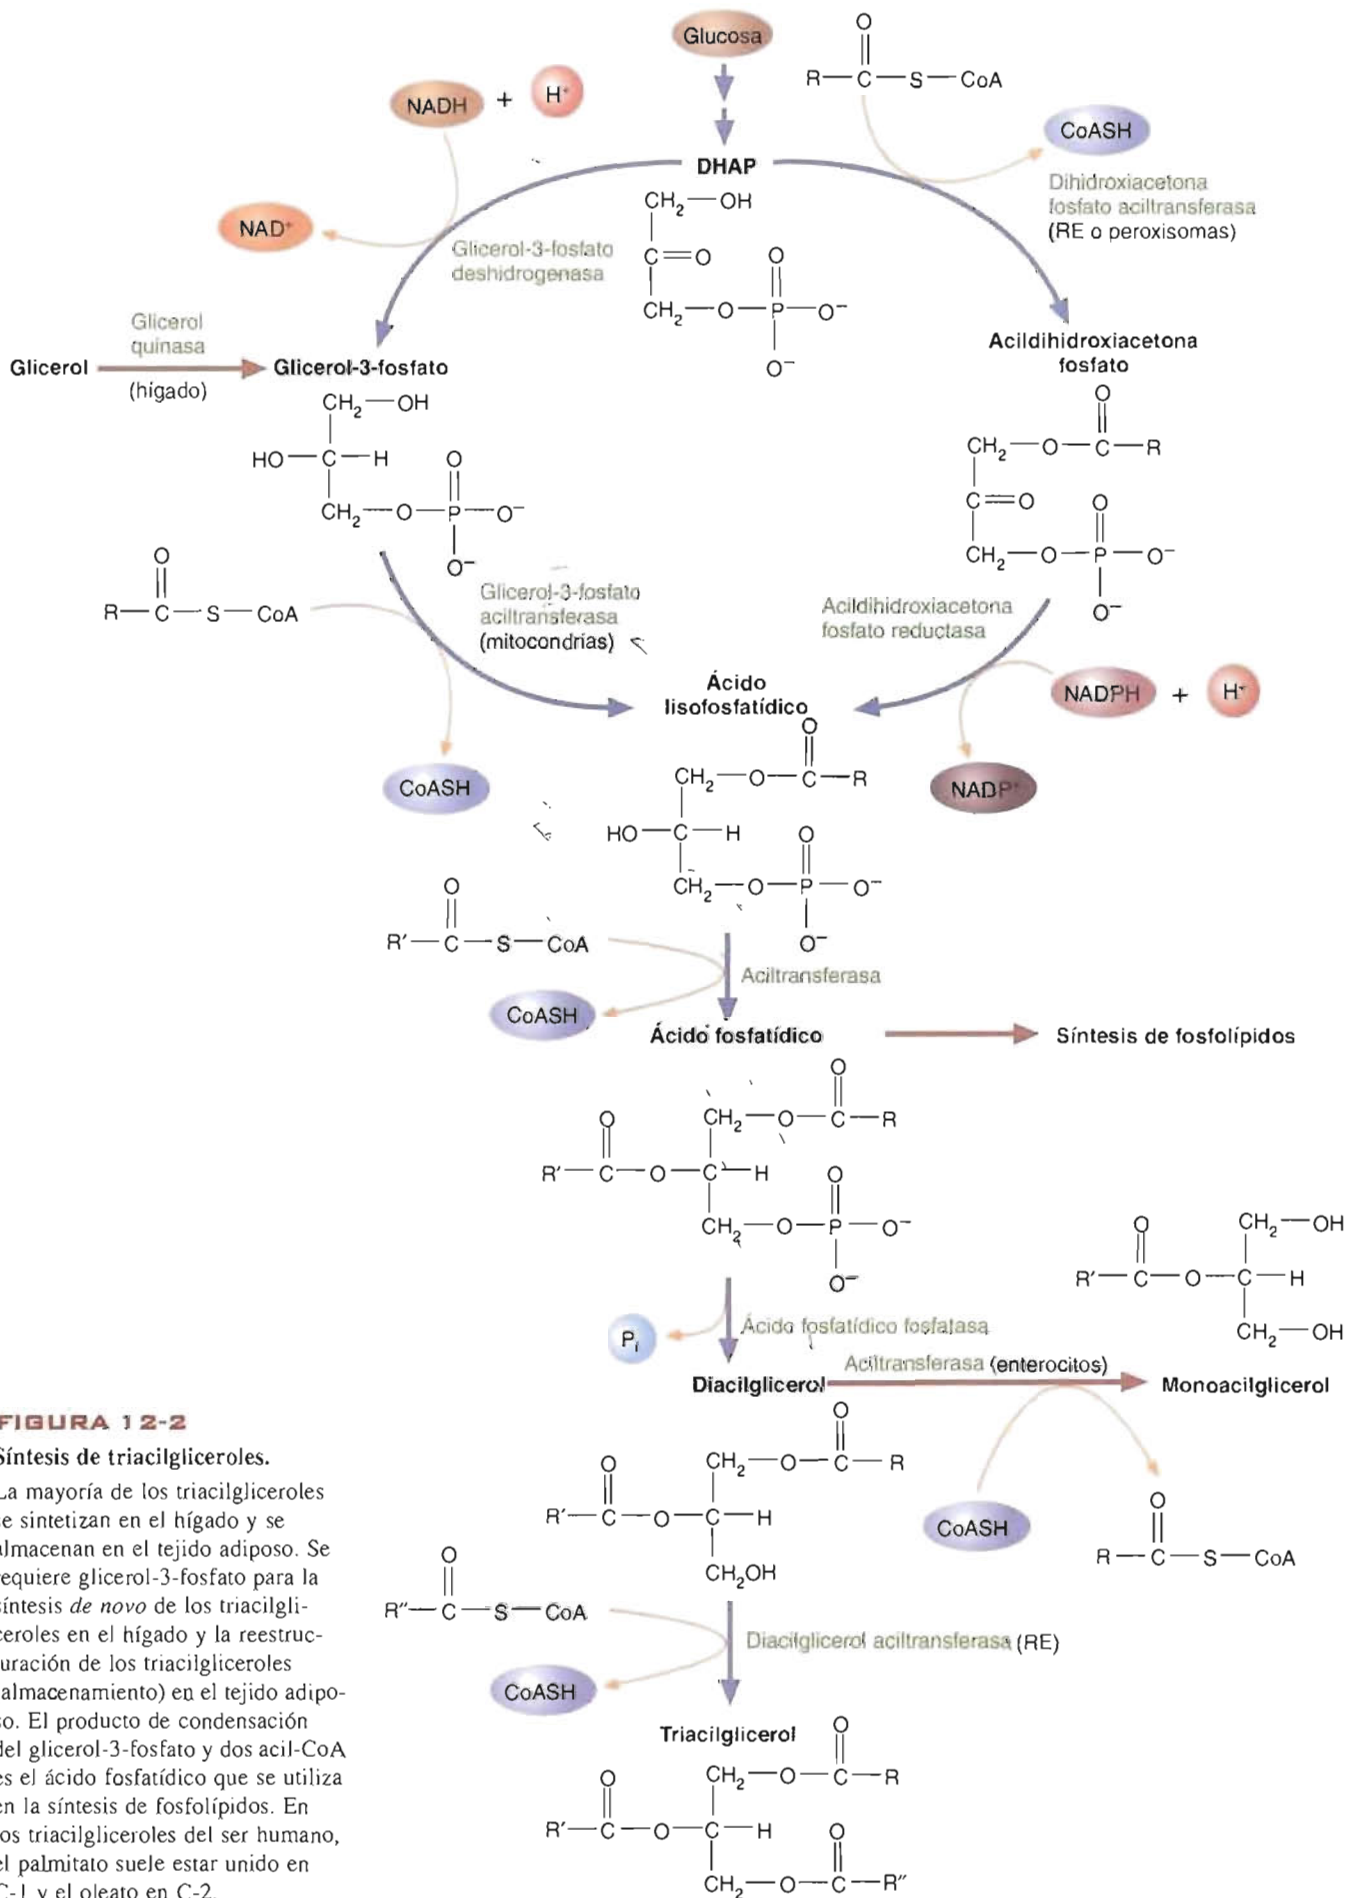 Glucosa
O
R—C—S—CoA
NADH + H⁺
CoASH
DHAP
Dihidroxiacetona
fosfato aciltransferasa
(RE o peroxisomas)
NAD⁺
Glicerol-3-fosfato
deshidrogenasa
CH₂—OH
C=O
O
CH₂—O—P—O⁻
O⁻
Glicerol
quinasa
Glicerol
(hígado)
Glicerol-3-fosfato
Acildihidroxiacetona
fosfato
CH₂—OH
HO—C—H
O
CH₂—O—P—O⁻
O⁻
O
CH₂—O—C—R
C=O
O
CH₂—O—P—O⁻
O⁻
O
R—C—S—CoA
Glicerol-3-fosfato
aciltransferasa
(mitocondrias)
Acildihidroxiacetona
fosfato reductasa
NADPH + H⁺
NADP⁺
CoASH
Ácido
lisofosfatídico
O
CH₂—O—C—R
HO—C—H
O
CH₂—O—P—O⁻
O⁻
O
R′—C—S—CoA
Aciltransferasa
CoASH
Ácido fosfatídico
Síntesis de fosfolípidos
O
CH₂—O—C—R
O
R′—C—O—C—H
O
CH₂—O—P—O⁻
O⁻
Pᵢ
Ácido fosfatídico fosfatasa
Diacilglicerol
Aciltransferasa (enterocitos)
Monoacilglicerol
O
CH₂—OH
R′—C—O—C—H
CH₂—OH
CoASH
O
R—C—S—CoA
O
CH₂—O—C—R
O
R′—C—O—C—H
CH₂OH
O
R″—C—S—CoA
Diacilglicerol aciltransferasa (RE)
CoASH
Triacilglicerol
O
CH₂—O—C—R
O
R′—C—O—C—H
O
CH₂—O—C—R″
FIGURA 12-2
Síntesis de triacilgliceroles.
La mayoría de los triacilgliceroles
se sintetizan en el hígado y se
almacenan en el tejido adiposo. Se
requiere glicerol-3-fosfato para la
síntesis de novo de los triacilgli-
ceroles en el hígado y la reestruc-
turación de los triacilgliceroles
(almacenamiento) en el tejido adipo-
so. El producto de condensación
del glicerol-3-fosfato y dos acil-CoA
es el ácido fosfatídico que se utiliza
en la síntesis de fosfolípidos. En
los triacilgliceroles del ser humano,
el palmitato suele estar unido en
C-1 y el oleato en C-2.